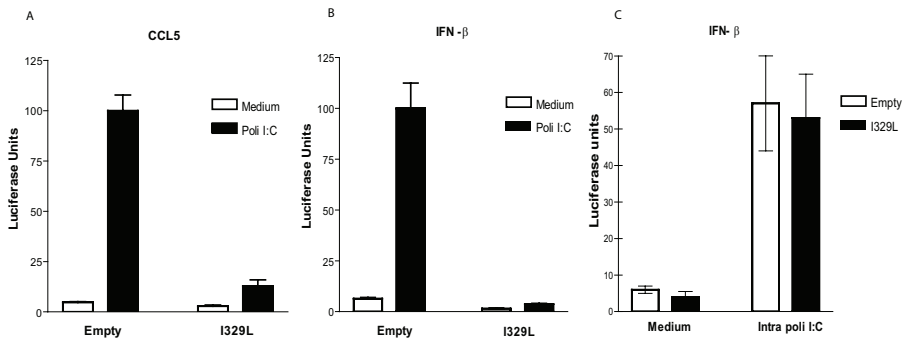 A
CCL5
Luciferase Units
125
100
75
50
25
0
Medium
Poli I:C
Empty
I329L
B
IFN -β
Luciferase Units
125
100
75
50
25
0
Medium
Poli I:C
Empty
I329L
C
IFN- β
Luciferase units
70
60
50
40
30
20
10
0
Empty
I329L
Medium
Intra poli I:C